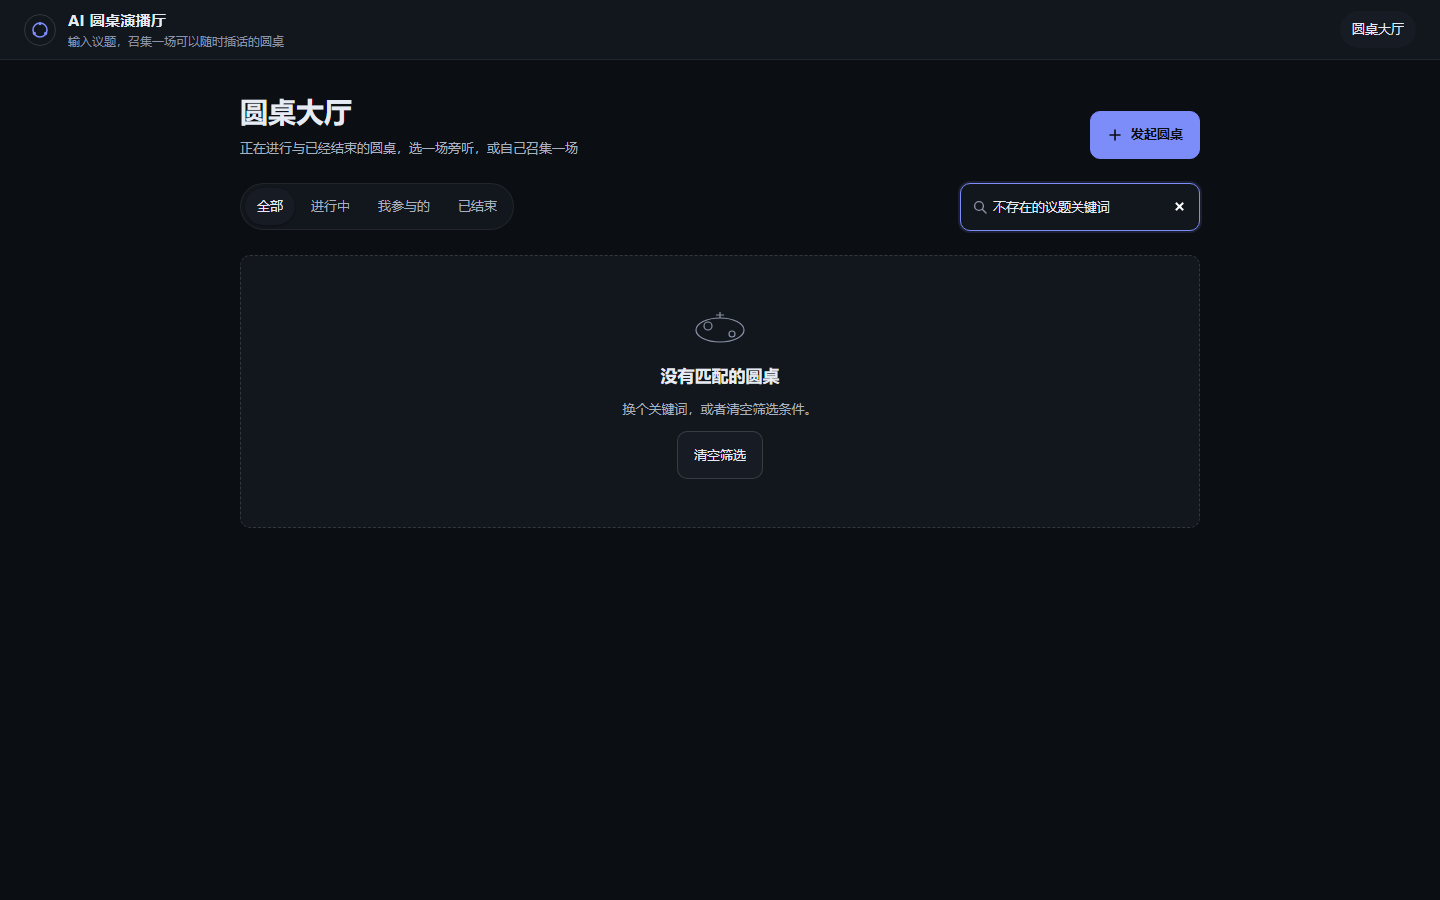 AI 圆桌演播厅
输入议题，召集一场可以随时插话的圆桌
圆桌大厅
圆桌大厅
正在进行与已经结束的圆桌，选一场旁听，或自己召集一场
发起圆桌
全部
进行中
我参与的
已结束
不存在的议题关键词
没有匹配的圆桌
换个关键词，或者清空筛选条件。
清空筛选